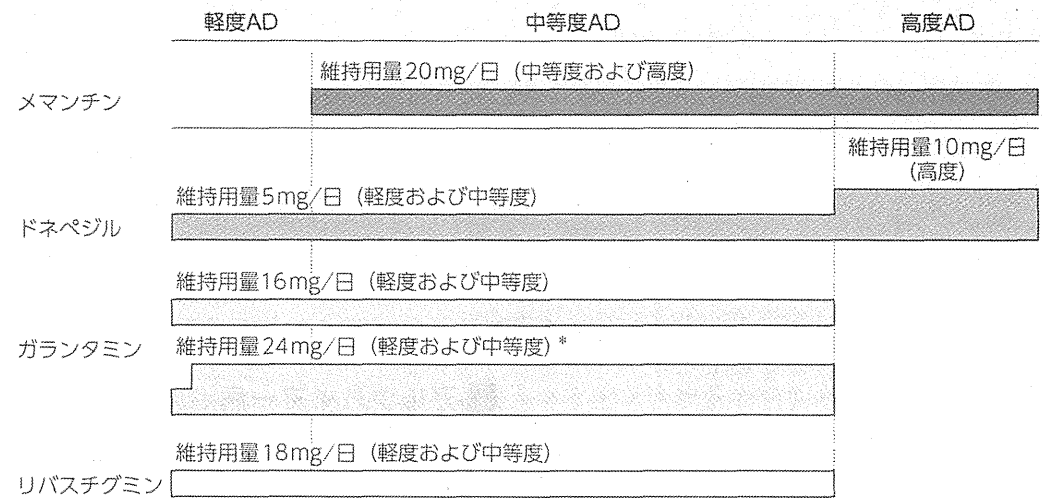 軽度AD 中等度AD 高度AD
維持用量20mg/日（中等度および高度）
メマンチン
維持用量10mg/日
（高度）
維持用量5mg/日（軽度および中等度）
ドネペジル
維持用量16mg/日（軽度および中等度）
ガランタミン
維持用量24mg/日（軽度および中等度）*
維持用量18mg/日（軽度および中等度）
リバスチグミン